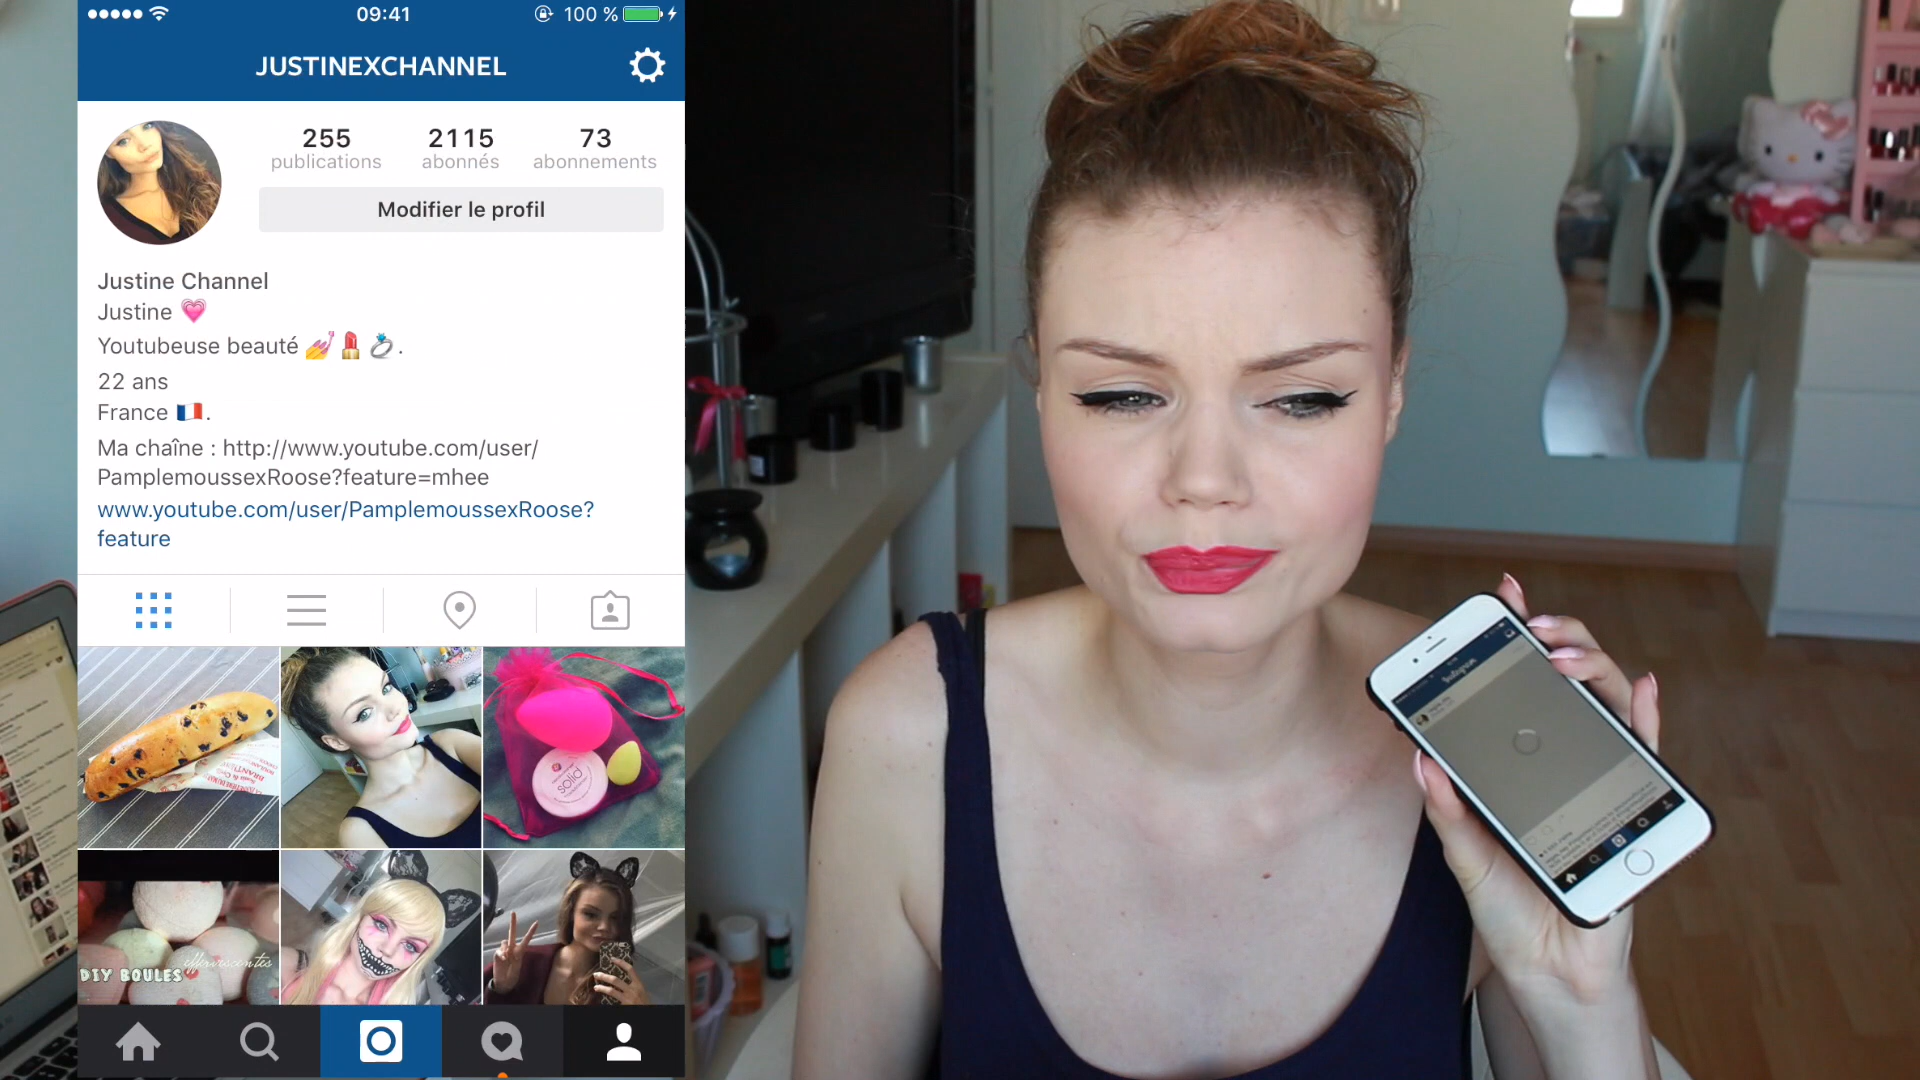 09:41
100 %
JUSTINEXCHANNEL
255 2115 73
publications abonnés abonnements
Modifier le profil
Justine Channel
Justine 💗
Youtubeuse beauté 💅💄💍.
22 ans
France 🇫🇷.
Ma chaîne : http://www.youtube.com/user/
PamplemoussexRoose?feature=mhee
www.youtube.com/user/PamplemoussexRoose?
feature
solid
DIY BOULES effervescentes
Instagram